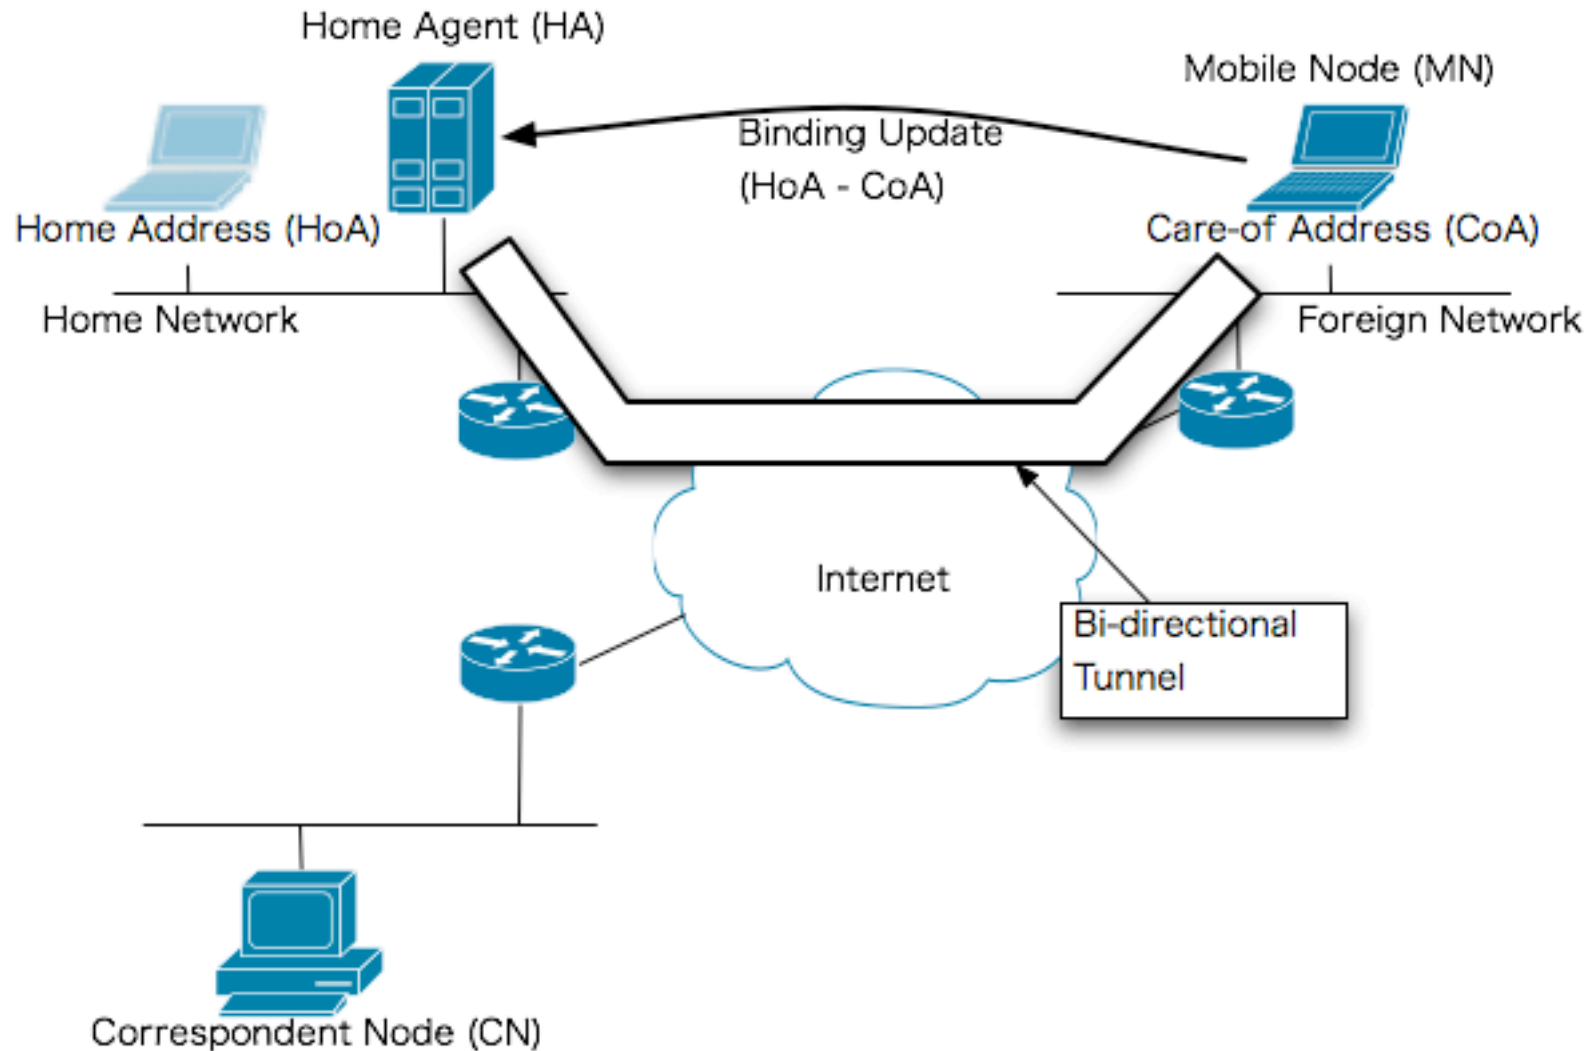 Home Agent (HA)
Mobile Node (MN)
Binding Update
(HoA - CoA)
Home Address (HoA)
Care-of Address (CoA)
Home Network
Foreign Network
Internet
Bi-directional
Tunnel
Correspondent Node (CN)